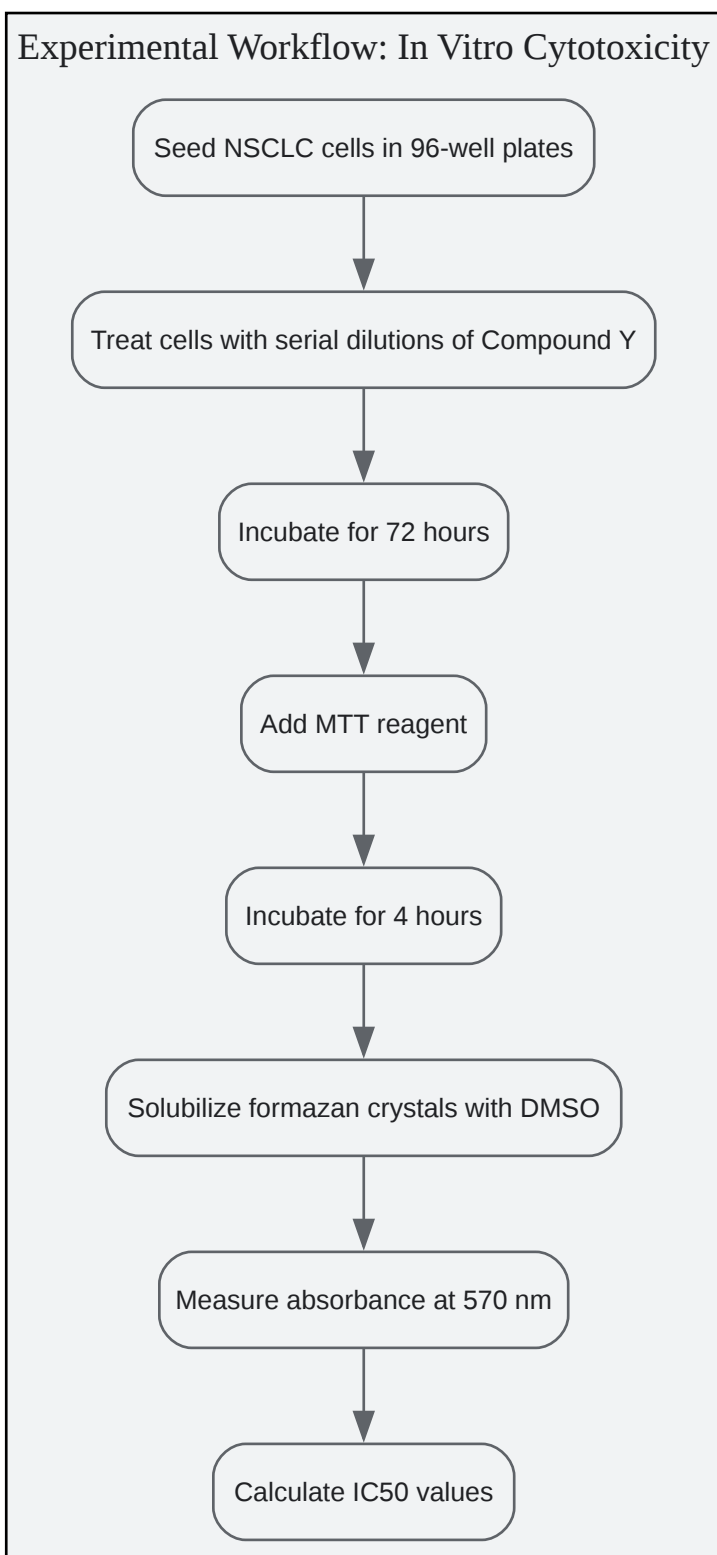 Experimental Workflow: In Vitro Cytotoxicity
Seed NSCLC cells in 96-well plates
Treat cells with serial dilutions of Compound Y
Incubate for 72 hours
Add MTT reagent
Incubate for 4 hours
Solubilize formazan crystals with DMSO
Measure absorbance at 570 nm
Calculate IC50 values